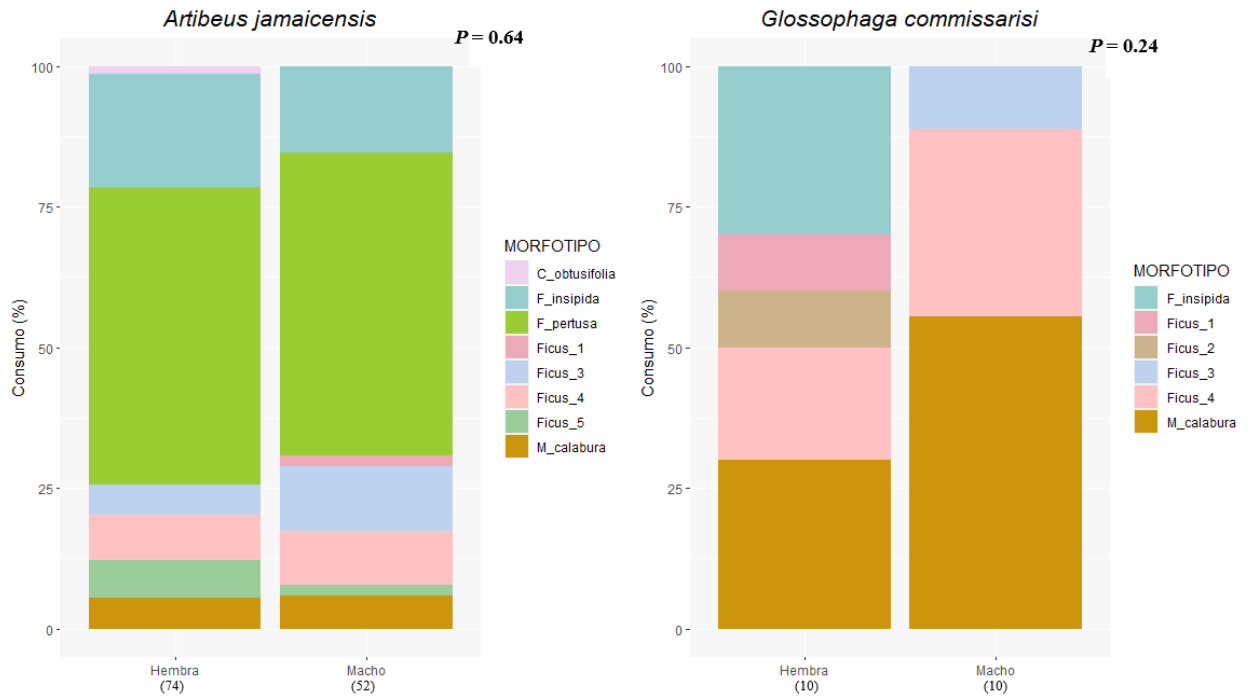 Artibeus jamaicensis
P = 0.64
Consumo (%)
100
75
50
25
0
Hembra
(74)
Macho
(52)
MORFOTIPO
C_obtusifolia
F_insipida
F_pertusa
Ficus_1
Ficus_3
Ficus_4
Ficus_5
M_calabura
Glossophaga commissarisi
P = 0.24
Consumo (%)
100
75
50
25
0
Hembra
(10)
Macho
(10)
MORFOTIPO
F_insipida
Ficus_1
Ficus_2
Ficus_3
Ficus_4
M_calabura